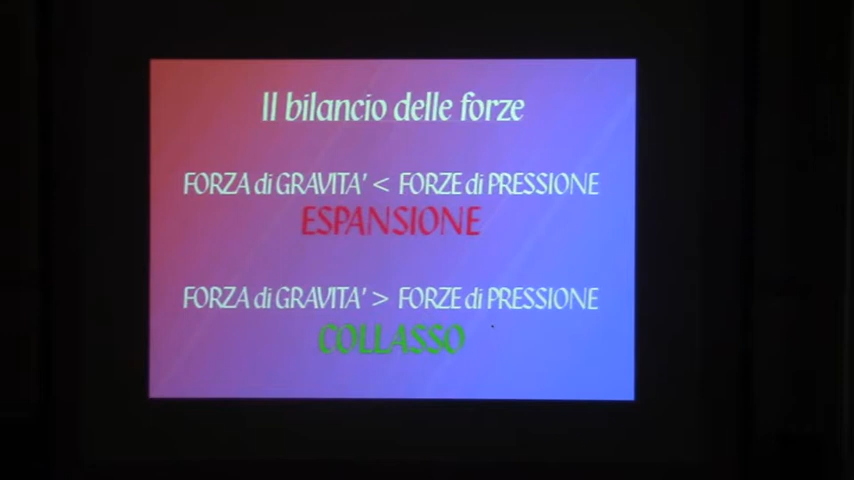 Il bilancio delle forze
FORZA di GRAVITA' < FORZE di PRESSIONE
ESPANSIONE
FORZA di GRAVITA' > FORZE di PRESSIONE
COLLASSO